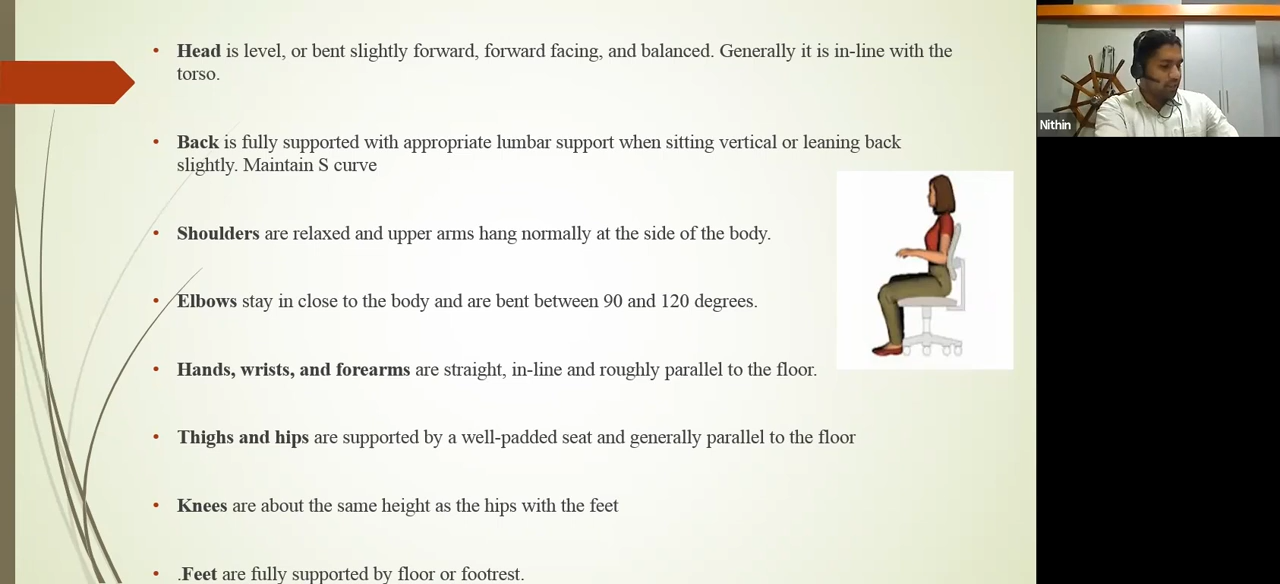 Head is level, or bent slightly forward, forward facing, and balanced. Generally it is in-line with the
torso.
Back is fully supported with appropriate lumbar support when sitting vertical or leaning back
slightly. Maintain S curve
Shoulders are relaxed and upper arms hang normally at the side of the body.
Elbows stay in close to the body and are bent between 90 and 120 degrees.
Hands, wrists, and forearms are straight, in-line and roughly parallel to the floor.
Thighs and hips are supported by a well-padded seat and generally parallel to the floor
Knees are about the same height as the hips with the feet
.Feet are fully supported by floor or footrest.
Nithin